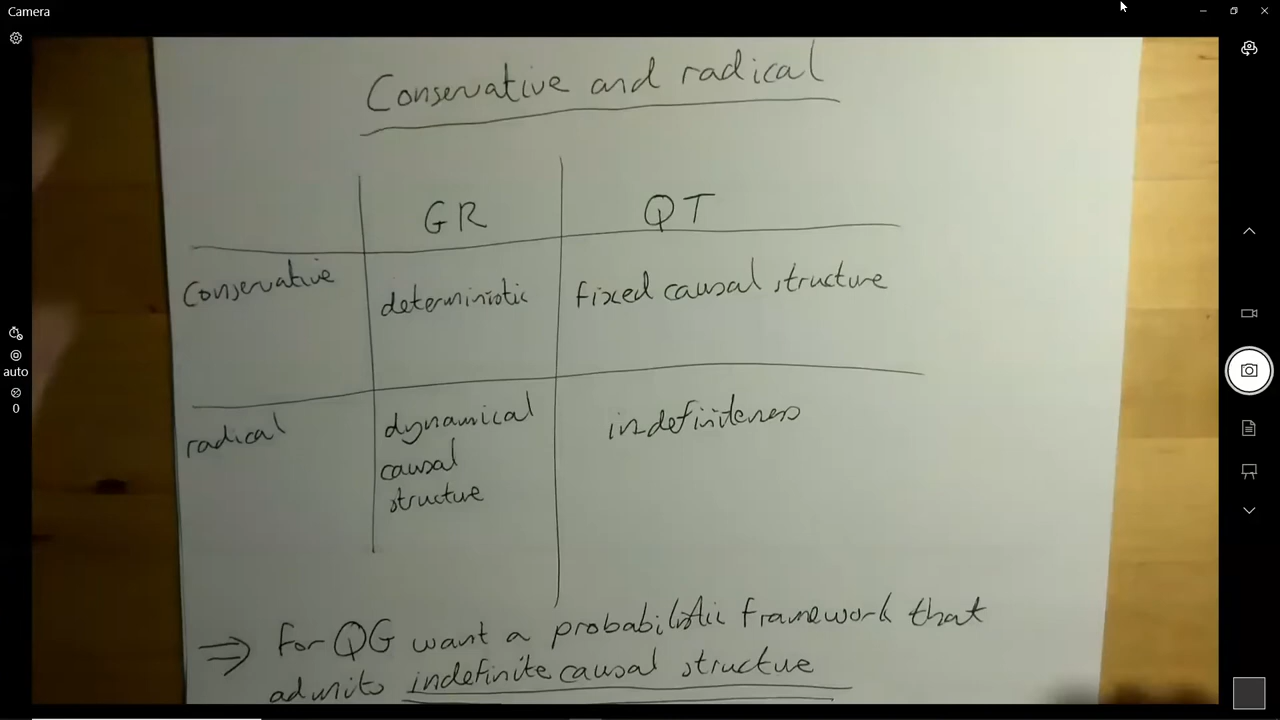 Camera
Conservative and radical
GR QT
Conservative deterministic fixed causal structure
radical dynamical causal structure indefiniteness
auto
0
⇒ For QG want a probabilistic framework that
admits indefinite causal structure